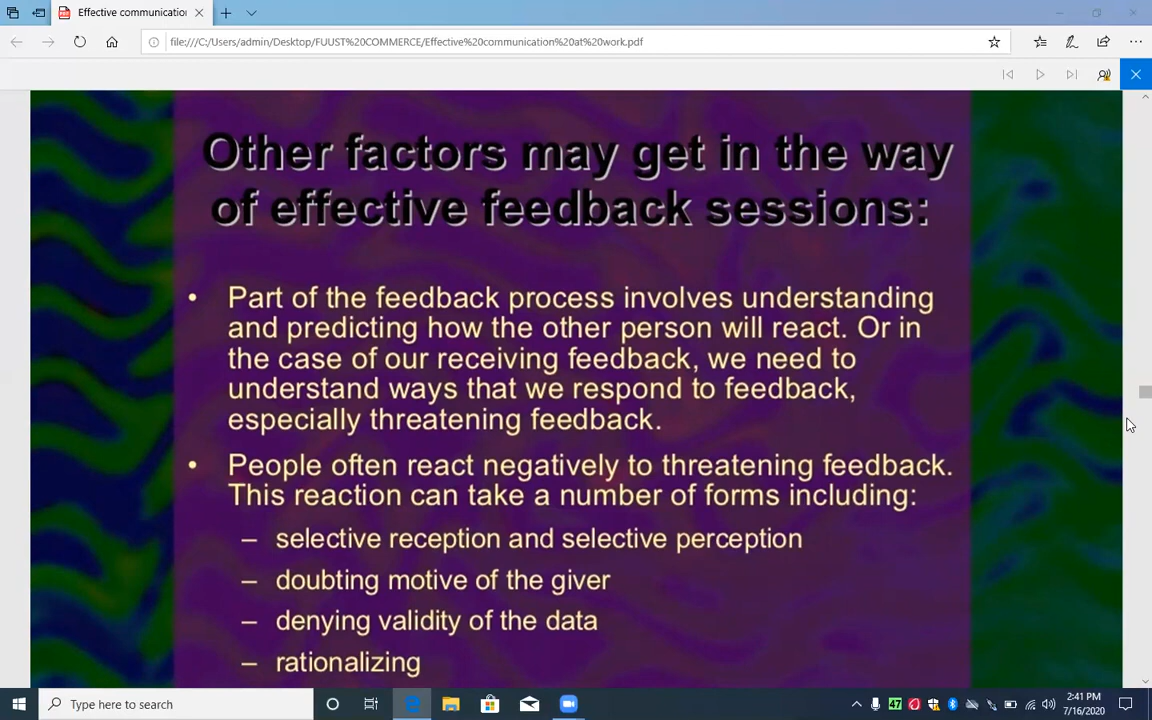 Effective communication
file:///C:/Users/admin/Desktop/FUUST%20COMMERCE/Effective%20communication%20at%20work.pdf
Other factors may get in the way
of effective feedback sessions:
• Part of the feedback process involves understanding
and predicting how the other person will react. Or in
the case of our receiving feedback, we need to
understand ways that we respond to feedback,
especially threatening feedback.
• People often react negatively to threatening feedback.
This reaction can take a number of forms including:
– selective reception and selective perception
– doubting motive of the giver
– denying validity of the data
– rationalizing
Type here to search
47
2:41 PM
7/16/2020